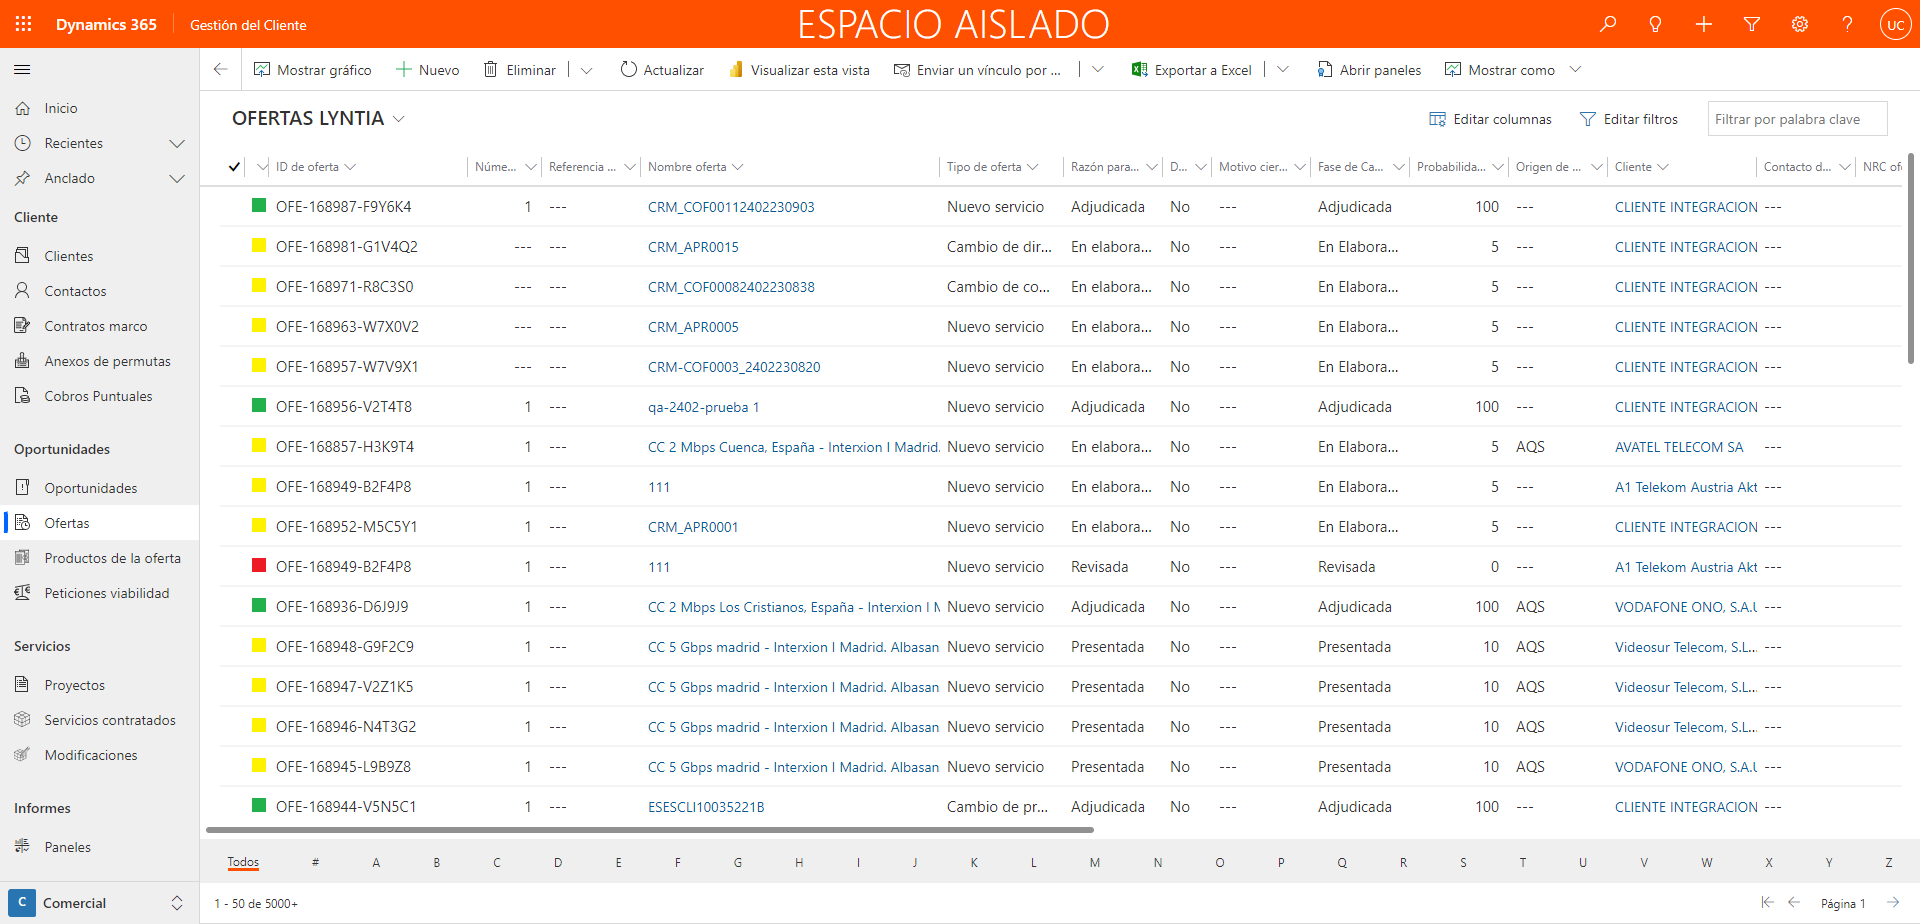 Dynamics 365
Gestión del Cliente
ESPACIO AISLADO
UC
Mostrar gráfico
Nuevo
Eliminar
Actualizar
Visualizar esta vista
Enviar un vínculo por ...
Exportar a Excel
Abrir paneles
Mostrar como
Inicio
Recientes
Anclado
Cliente
Clientes
Contactos
Contratos marco
Anexos de permutas
Cobros Puntuales
Oportunidades
Oportunidades
Ofertas
Productos de la oferta
Peticiones viabilidad
Servicios
Proyectos
Servicios contratados
Modificaciones
Informes
Paneles
C Comercial
OFERTAS LYNTIA
Editar columnas
Editar filtros
Filtrar por palabra clave
ID de oferta Núme... Referencia ... Nombre oferta Tipo de oferta Razón para... D... Motivo cier... Fase de Ca... Probabilida... Origen de ... Cliente Contacto d... NRC ofe
OFE-168987-F9Y6K4 1 --- CRM_COF00112402230903 Nuevo servicio Adjudicada No --- Adjudicada 100 --- CLIENTE INTEGRACION ---
OFE-168981-G1V4Q2 --- --- CRM_APR0015 Cambio de dir... En elabora... No --- En Elabora... 5 --- CLIENTE INTEGRACION ---
OFE-168971-R8C3S0 --- --- CRM_COF00082402230838 Cambio de co... En elabora... No --- En Elabora... 5 --- CLIENTE INTEGRACION ---
OFE-168963-W7X0V2 --- --- CRM_APR0005 Nuevo servicio En elabora... No --- En Elabora... 5 --- CLIENTE INTEGRACION ---
OFE-168957-W7V9X1 --- --- CRM-COF0003_2402230820 Nuevo servicio En elabora... No --- En Elabora... 5 --- CLIENTE INTEGRACION ---
OFE-168956-V2T4T8 1 --- qa-2402-prueba 1 Nuevo servicio Adjudicada No --- Adjudicada 100 --- CLIENTE INTEGRACION ---
OFE-168857-H3K9T4 1 --- CC 2 Mbps Cuenca, España - Interxion I Madrid. Nuevo servicio En elabora... No --- En Elabora... 5 AQS AVATEL TELECOM SA ---
OFE-168949-B2F4P8 1 --- 111 Nuevo servicio En elabora... No --- En Elabora... 5 --- A1 Telekom Austria Akt ---
OFE-168952-M5C5Y1 1 --- CRM_APR0001 Nuevo servicio En elabora... No --- En Elabora... 5 --- CLIENTE INTEGRACION ---
OFE-168949-B2F4P8 1 --- 111 Nuevo servicio Revisada No --- Revisada 0 --- A1 Telekom Austria Akt ---
OFE-168936-D6J9J9 1 --- CC 2 Mbps Los Cristianos, España - Interxion I M Nuevo servicio Adjudicada No --- Adjudicada 100 AQS VODAFONE ONO, S.A.U ---
OFE-168948-G9F2C9 1 --- CC 5 Gbps madrid - Interxion I Madrid. Albasan Nuevo servicio Presentada No --- Presentada 10 AQS Videosur Telecom, S.L... ---
OFE-168947-V2Z1K5 1 --- CC 5 Gbps madrid - Interxion I Madrid. Albasan Nuevo servicio Presentada No --- Presentada 10 AQS Videosur Telecom, S.L... ---
OFE-168946-N4T3G2 1 --- CC 5 Gbps madrid - Interxion I Madrid. Albasan Nuevo servicio Presentada No --- Presentada 10 AQS Videosur Telecom, S.L... ---
OFE-168945-L9B9Z8 1 --- CC 5 Gbps madrid - Interxion I Madrid. Albasan Nuevo servicio Presentada No --- Presentada 10 AQS VODAFONE ONO, S.A.U ---
OFE-168944-V5N5C1 1 --- ESESCLI10035221B Cambio de pr... Adjudicada No --- Adjudicada 100 --- CLIENTE INTEGRACION ---
Todos # A B C D E F G H I J K L M N O P Q R S T U V W X Y Z
1 - 50 de 5000+
Página 1